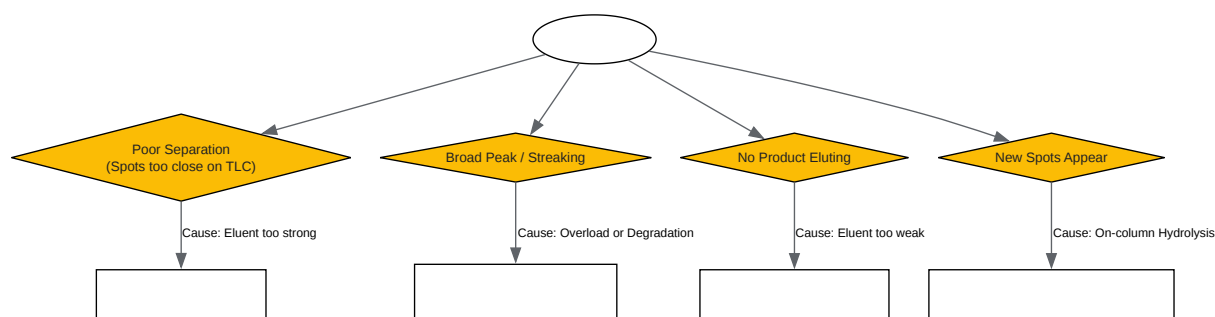 Poor Separation
(Spots too close on TLC)
Broad Peak / Streaking
No Product Eluting
New Spots Appear
Cause: Eluent too strong
Cause: Overload or Degradation
Cause: Eluent too weak
Cause: On-column Hydrolysis